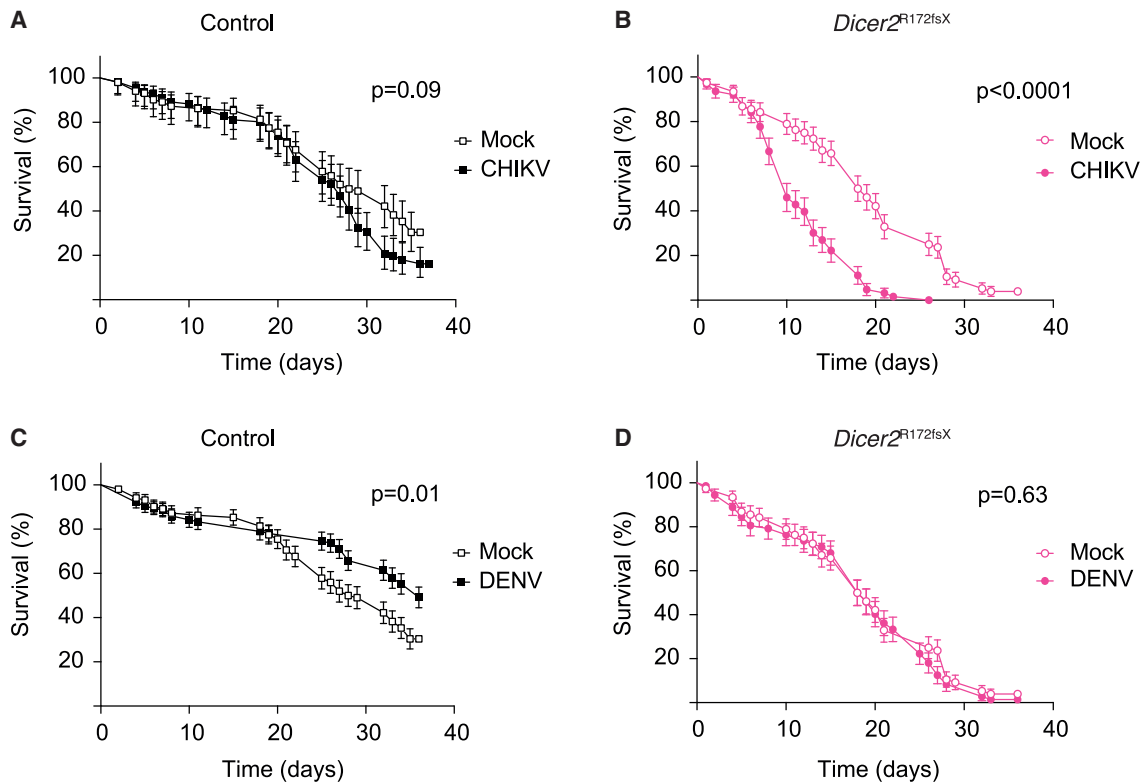 A
Control
Survival (%)
100
80
60
40
20
0 10 20 30 40
Time (days)
p=0.09
Mock
CHIKV
B
Dicer2R172fsX
Survival (%)
100
80
60
40
20
0 10 20 30 40
Time (days)
p<0.0001
Mock
CHIKV
C
Control
Survival (%)
100
80
60
40
20
0 10 20 30 40
Time (days)
p=0.01
Mock
DENV
D
Dicer2R172fsX
Survival (%)
100
80
60
40
20
0 10 20 30 40
Time (days)
p=0.63
Mock
DENV